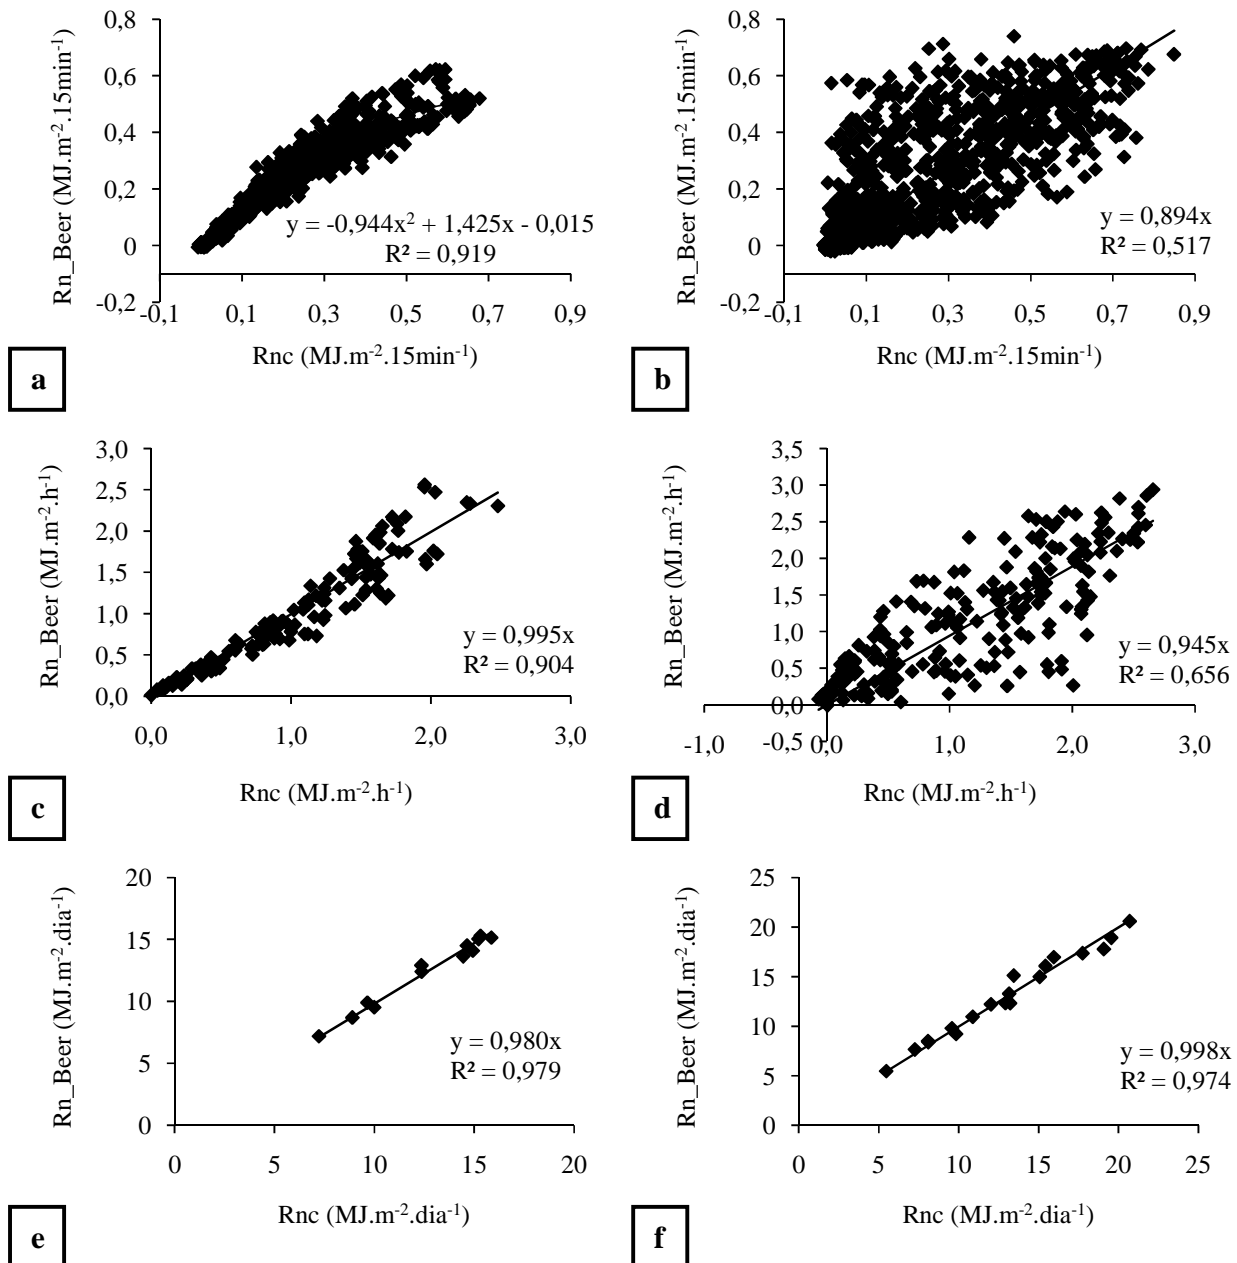 0,8
0,6
0,4
0,2
0
-0,2
-0,1
0,1
0,3
0,5
0,7
0,9
Rn_Beer (MJ.m⁻².15min⁻¹)
y = -0,944x² + 1,425x - 0,015
R² = 0,919
Rnc (MJ.m⁻².15min⁻¹)
a
0,8
0,6
0,4
0,2
0
-0,2
-0,1
0,1
0,3
0,5
0,7
0,9
Rn_Beer (MJ.m⁻².15min⁻¹)
y = 0,894x
R² = 0,517
Rnc (MJ.m⁻².15min⁻¹)
b
3,0
2,5
2,0
1,5
1,0
0,5
0,0
0,0
1,0
2,0
3,0
Rn_Beer (MJ.m⁻².h⁻¹)
y = 0,995x
R² = 0,904
Rnc (MJ.m⁻².h⁻¹)
c
3,5
3,0
2,5
2,0
1,5
1,0
0,5
0,0
-0,5
-1,0
0,0
1,0
2,0
3,0
Rn_Beer (MJ.m⁻².h⁻¹)
y = 0,945x
R² = 0,656
Rnc (MJ.m⁻².h⁻¹)
d
20
15
10
5
0
0
5
10
15
20
Rn_Beer (MJ.m⁻².dia⁻¹)
y = 0,980x
R² = 0,979
Rnc (MJ.m⁻².dia⁻¹)
e
25
20
15
10
5
0
0
5
10
15
20
25
Rn_Beer (MJ.m⁻².dia⁻¹)
y = 0,998x
R² = 0,974
Rnc (MJ.m⁻².dia⁻¹)
f